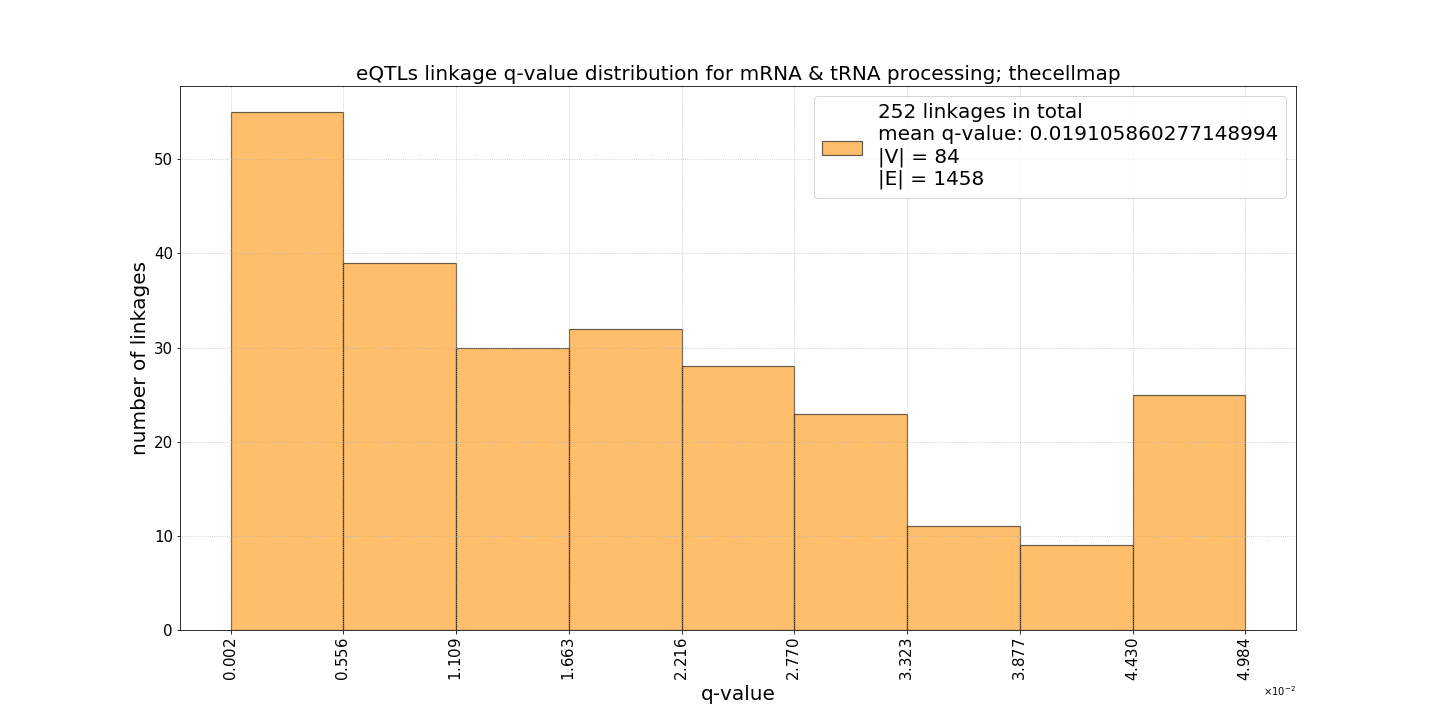 eQTLs linkage q-value distribution for mRNA & tRNA processing; thecellmap
252 linkages in total
mean q-value: 0.019105860277148994
|V| = 84
|E| = 1458
number of linkages
50
40
30
20
10
0
0.002
0.556
1.109
1.663
2.216
2.770
3.323
3.877
4.430
4.984
q-value
×10⁻²